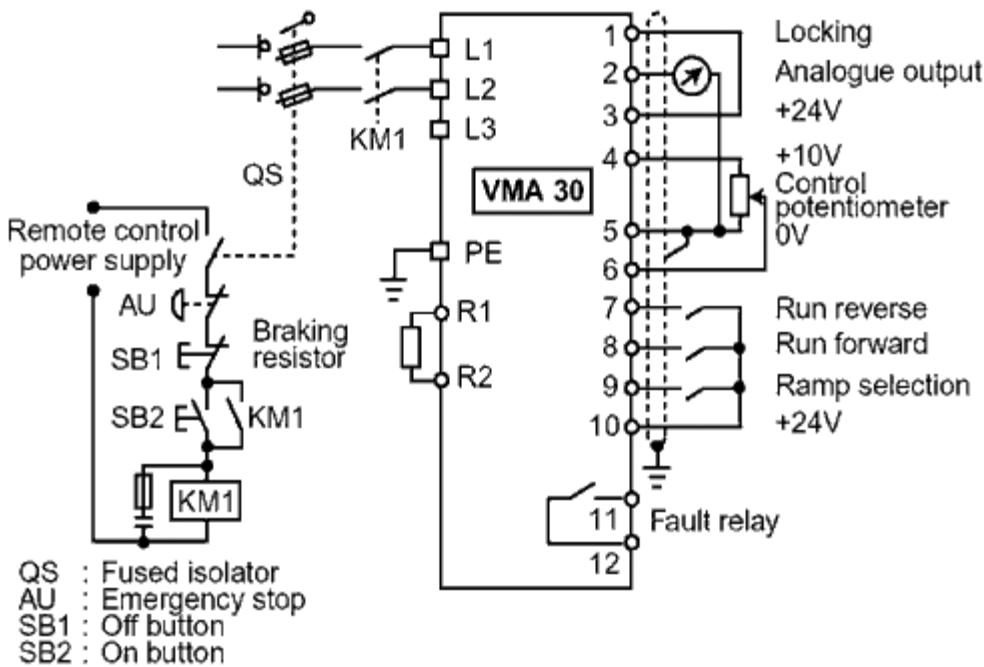 1 Locking
L1
2 Analogue output
L2
3 +24V
L3
KM1
4 +10V
QS
VMA 30
Control
potentiometer
Remote control
power supply
5 0V
PE
6
AU
R1
7 Run reverse
Braking
resistor
SB1
8 Run forward
R2
9 Ramp selection
SB2
KM1
10 +24V
KM1
11 Fault relay
12
QS : Fused isolator
AU : Emergency stop
SB1 : Off button
SB2 : On button